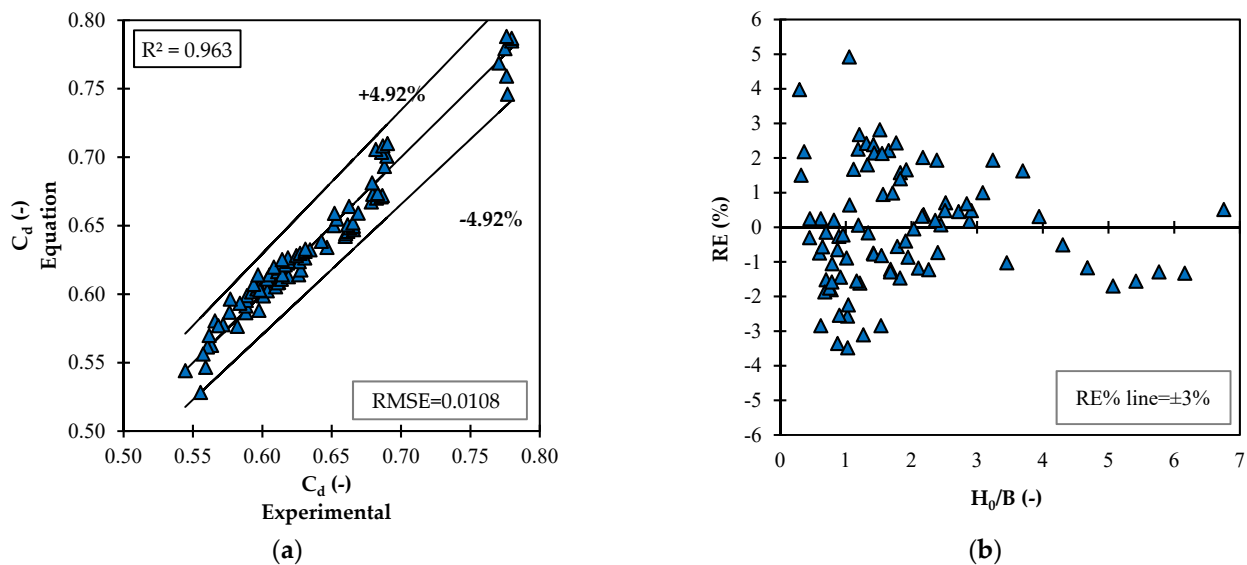 0.80
0.75
0.70
0.65
0.60
0.55
0.50
C_d (-)
Equation
R² = 0.963
+4.92%
-4.92%
RMSE=0.0108
0.50 0.55 0.60 0.65 0.70 0.75 0.80
C_d (-)
Experimental
(a)
6
5
4
3
2
1
0
-1
-2
-3
-4
-5
-6
RE (%)
RE% line=±3%
0 1 2 3 4 5 6 7
H₀/B (-)
(b)